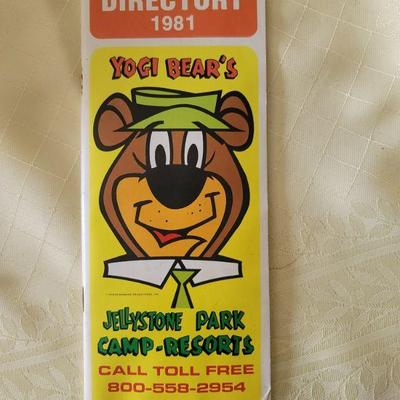 DIRECTORY
1981
YOGI BEAR'S
JELLYSTONE PARK
CAMP-RESORTS
CALL TOLL FREE
800-558-2954